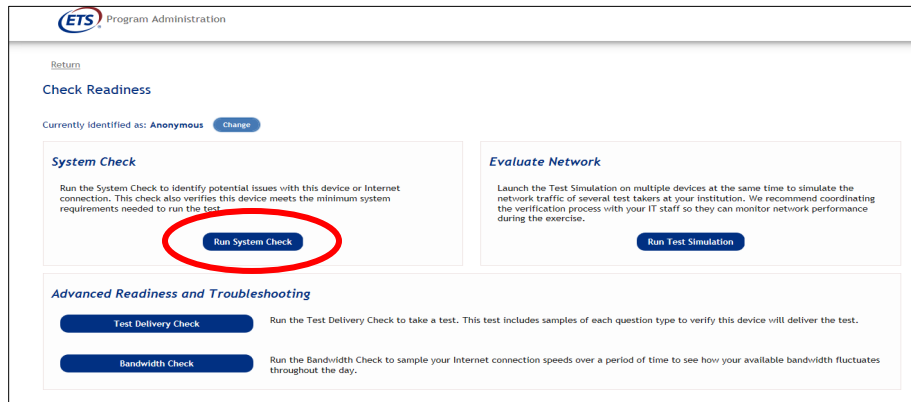 ETS Program Administration
Return
Check Readiness
Currently identified as: Anonymous Change
System Check
Run the System Check to identify potential issues with this device or Internet
connection. This check also verifies this device meets the minimum system
requirements needed to run the test.
Run System Check
Evaluate Network
Launch the Test Simulation on multiple devices at the same time to simulate the
network traffic of several test takers at your institution. We recommend coordinating
the verification process with your IT staff so they can monitor network performance
during the exercise.
Run Test Simulation
Advanced Readiness and Troubleshooting
Test Delivery Check Run the Test Delivery Check to take a test. This test includes samples of each question type to verify this device will deliver the test.
Bandwidth Check Run the Bandwidth Check to sample your Internet connection speeds over a period of time to see how your available bandwidth fluctuates
throughout the day.